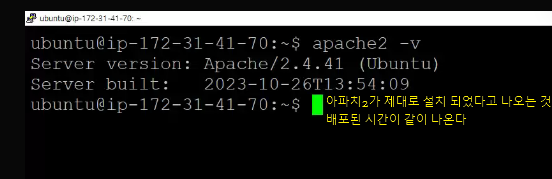 ubuntu@ip-172-31-41-70: ~
ubuntu@ip-172-31-41-70:~$ apache2 -v
Server version: Apache/2.4.41 (Ubuntu)
Server built:   2023-10-26T13:54:09
ubuntu@ip-172-31-41-70:~$
아파치2가 제대로 설치 되었다고 나오는 것
배포된 시간이 같이 나온다